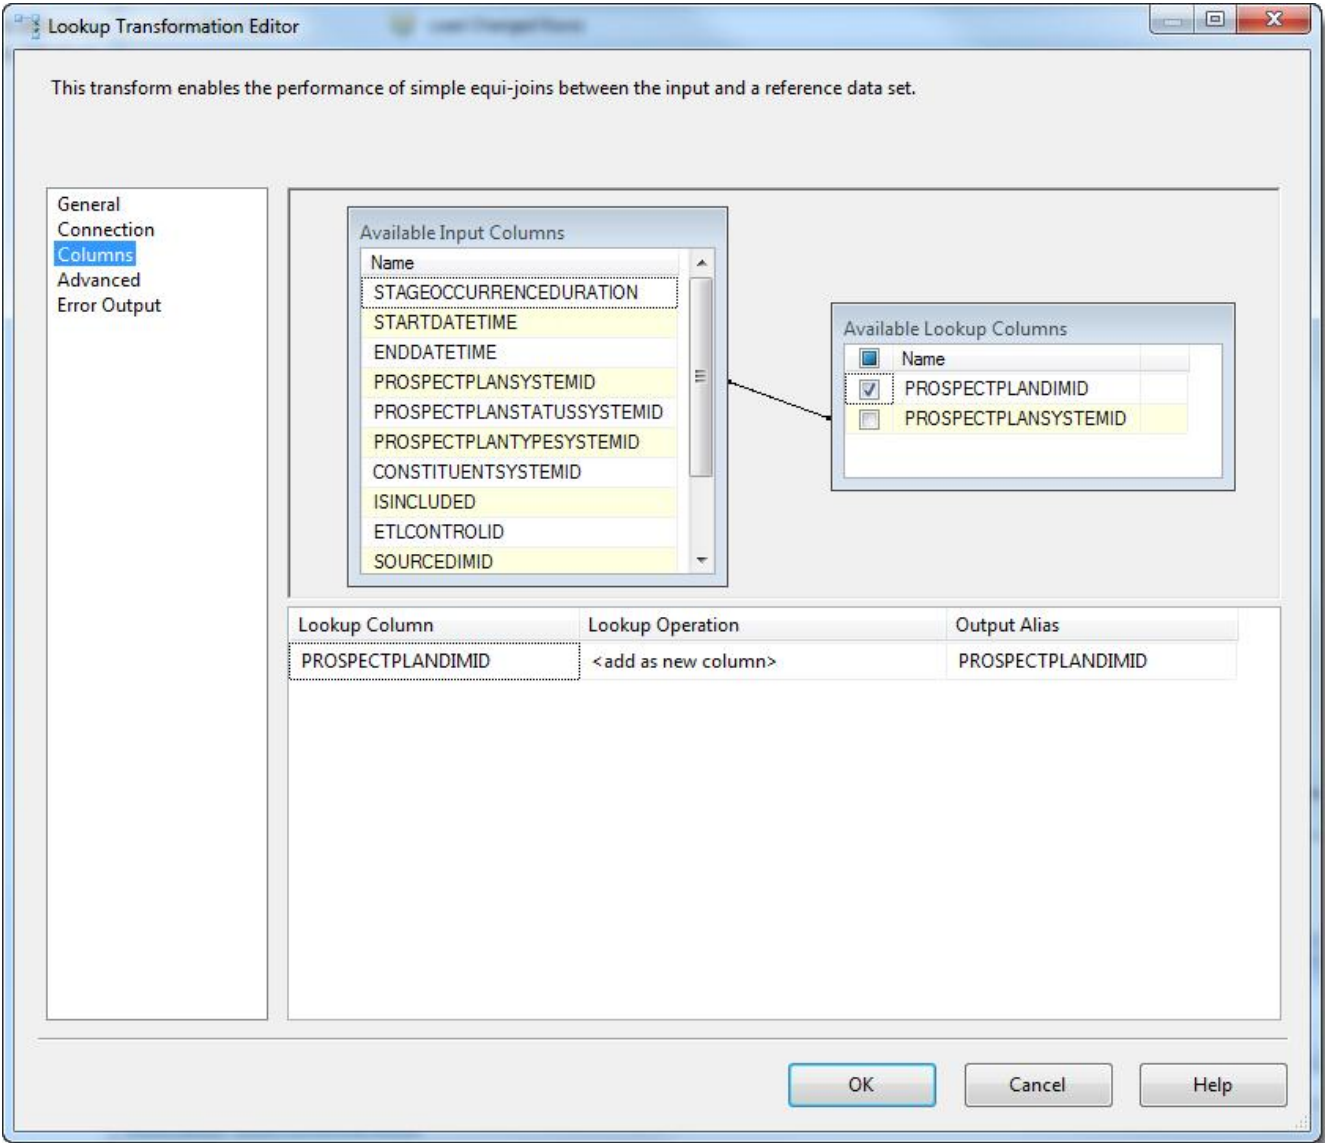 Lookup Transformation Editor
This transform enables the performance of simple equi-joins between the input and a reference data set.
General
Connection
Columns
Advanced
Error Output
Available Input Columns
Name
STAGEOCCURRENCEDURATION
STARTDATETIME
ENDDATETIME
PROSPECTPLANSYSTEMID
PROSPECTPLANSTATUSSYSTEMID
PROSPECTPLANTYPESYSTEMID
CONSTITUENTSYSTEMID
ISINCLUDED
ETLCONTROLID
SOURCEDIMID
Available Lookup Columns
Name
PROSPECTPLANDIMID
PROSPECTPLANSYSTEMID
Lookup Column Lookup Operation Output Alias
PROSPECTPLANDIMID <add as new column> PROSPECTPLANDIMID
OK Cancel Help